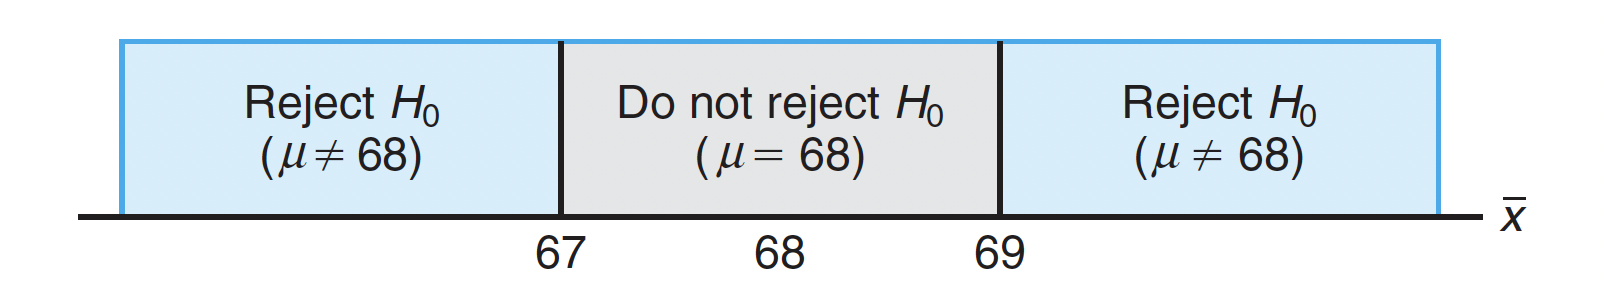 Reject H₀
(μ ≠ 68)
Do not reject H₀
(μ = 68)
Reject H₀
(μ ≠ 68)
67
68
69
x̅